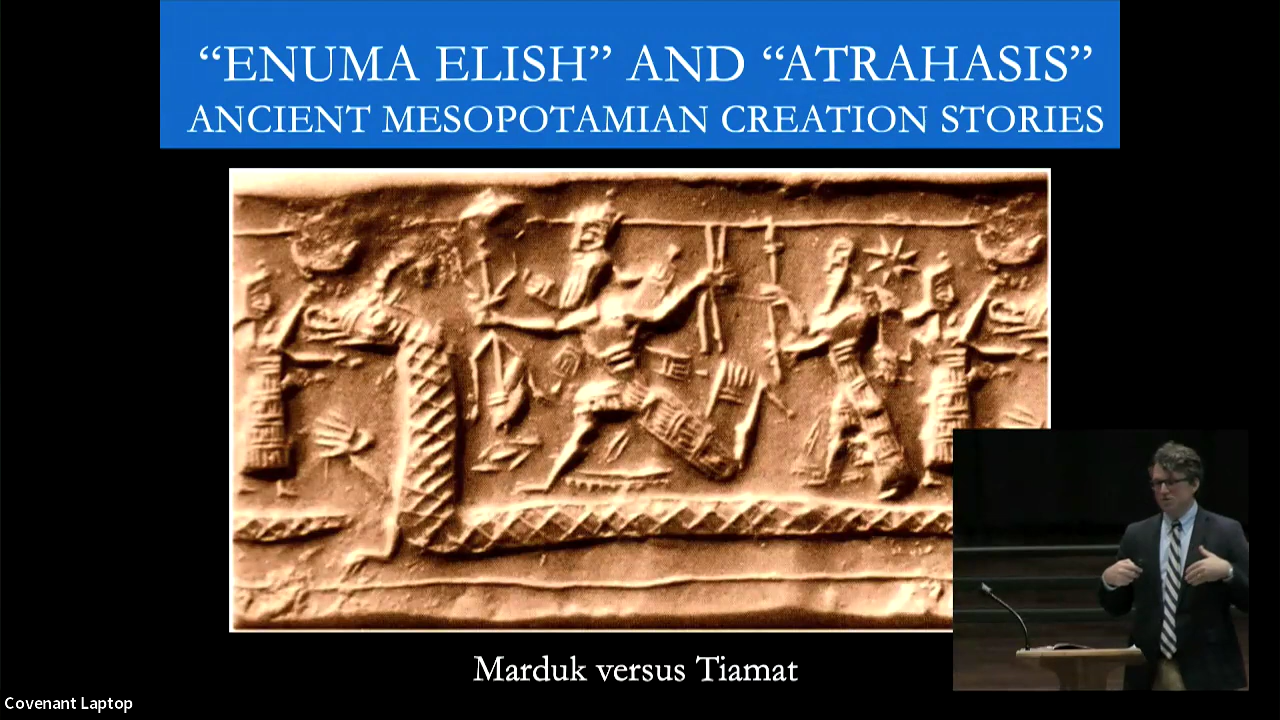 “ENUMA ELISH” AND “ATRAHASIS”
ANCIENT MESOPOTAMIAN CREATION STORIES
Marduk versus Tiamat
Covenant Laptop